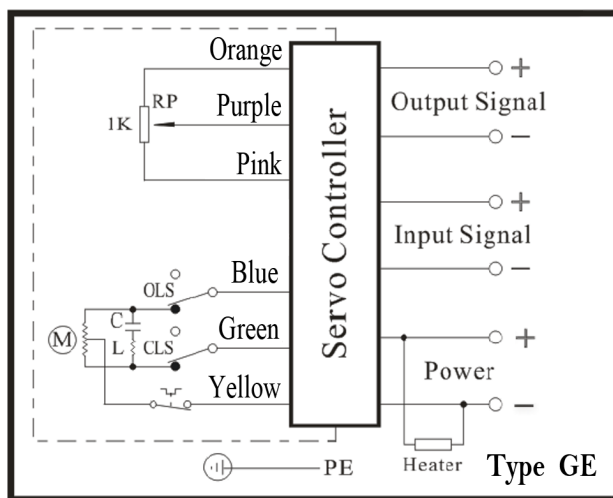 Orange
RP
Purple
1K
Pink
Servo Controller
+
Output Signal
−
+
Input Signal
−
Blue
OLS
C
Green
M
L
CLS
Yellow
+
Power
−
Heater
PE
Type GE